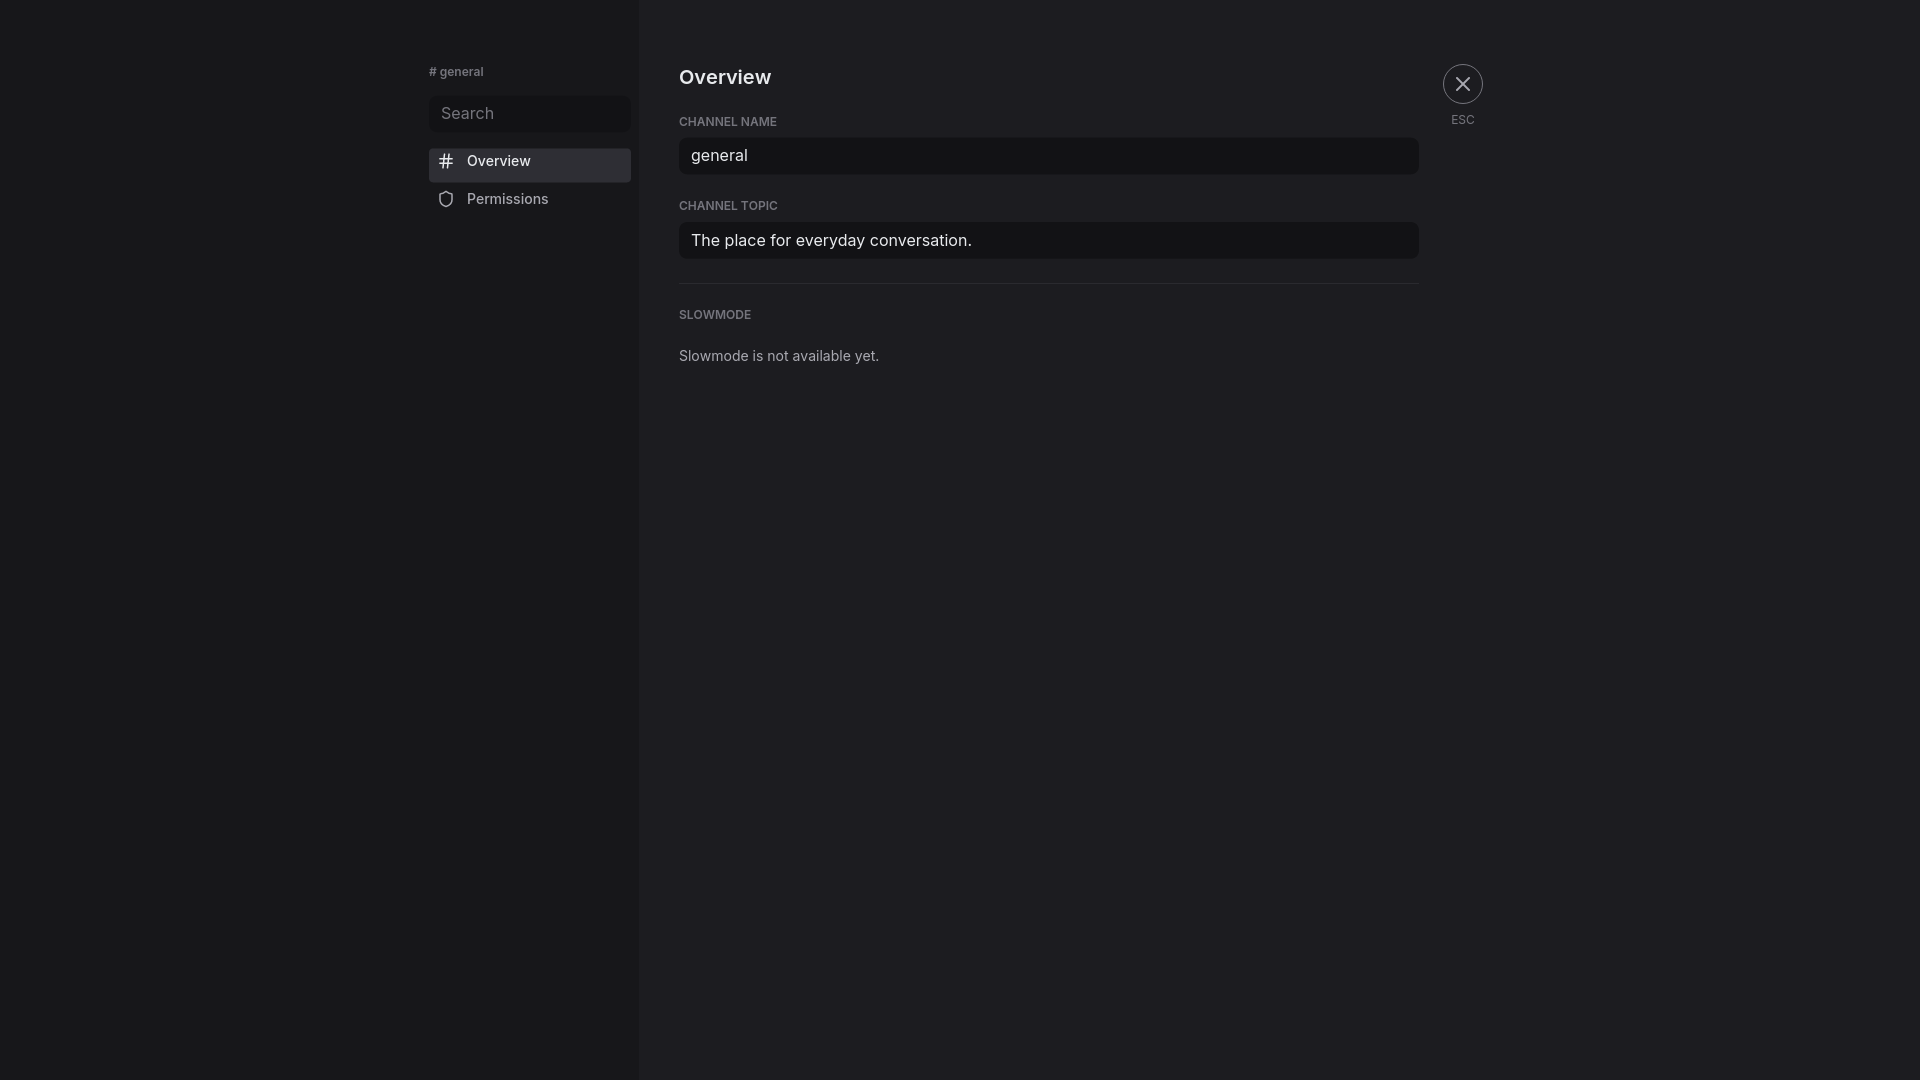 # general
Search
Overview
Permissions
Overview
CHANNEL NAME
general
CHANNEL TOPIC
The place for everyday conversation.
SLOWMODE
Slowmode is not available yet.
ESC